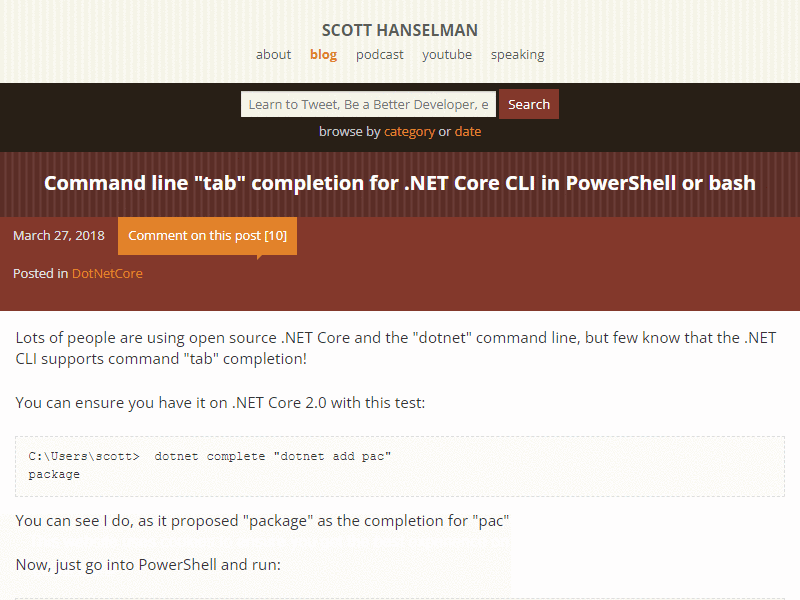 SCOTT HANSELMAN
about blog podcast youtube speaking
Learn to Tweet, Be a Better Developer, e Search
browse by category or date
Command line "tab" completion for .NET Core CLI in PowerShell or bash
March 27, 2018 Comment on this post [10]
Posted in DotNetCore
Lots of people are using open source .NET Core and the "dotnet" command line, but few know that the .NET
CLI supports command "tab" completion!
You can ensure you have it on .NET Core 2.0 with this test:
C:\Users\scott>  dotnet complete "dotnet add pac"
package
You can see I do, as it proposed "package" as the completion for "pac"
Now, just go into PowerShell and run: